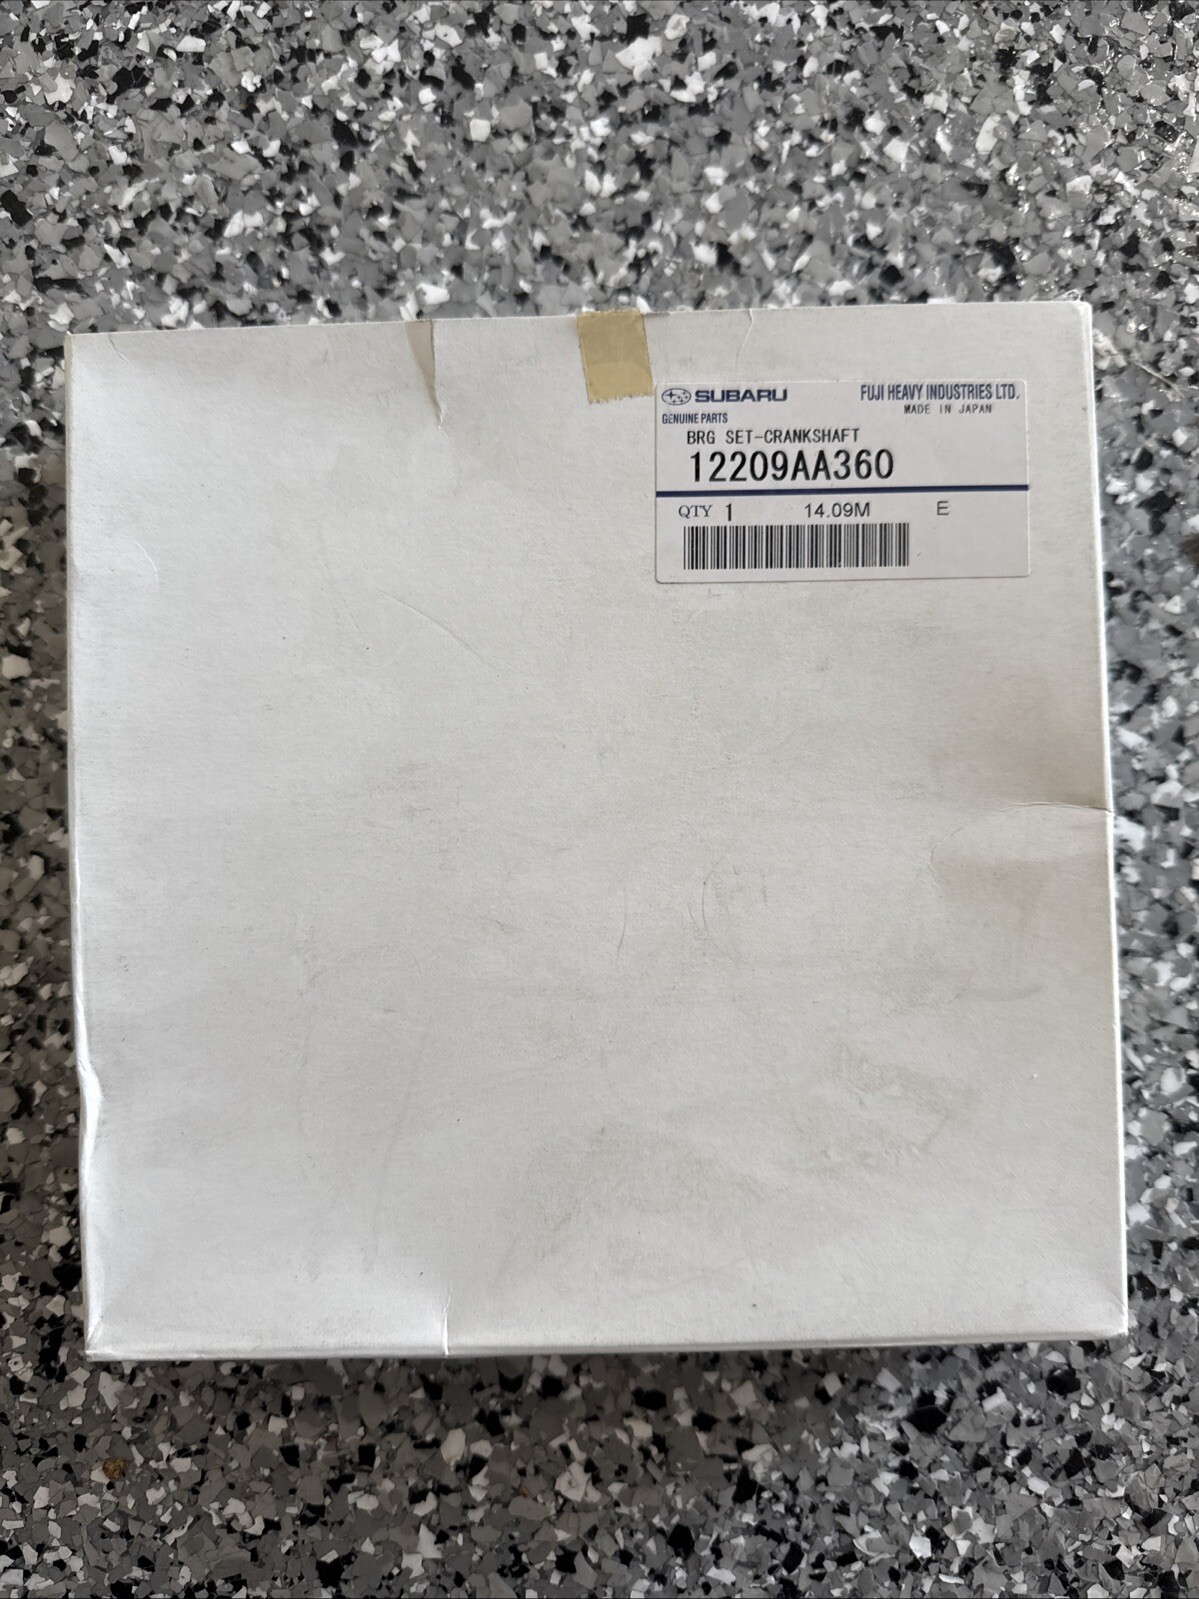 SUBARU FUJI HEAVY INDUSTRIES LTD.
GENUINE PARTS MADE IN JAPAN
BRG SET-CRANKSHAFT
12209AA360
QTY 1 14.09M E